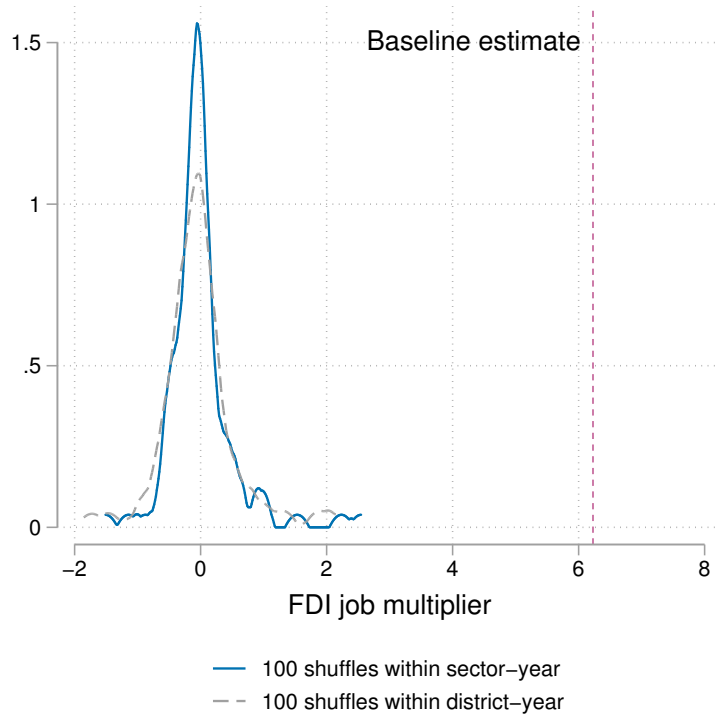 Baseline estimate
1.5
1
.5
0
−2 0 2 4 6 8
FDI job multiplier
100 shuffles within sector−year
100 shuffles within district−year